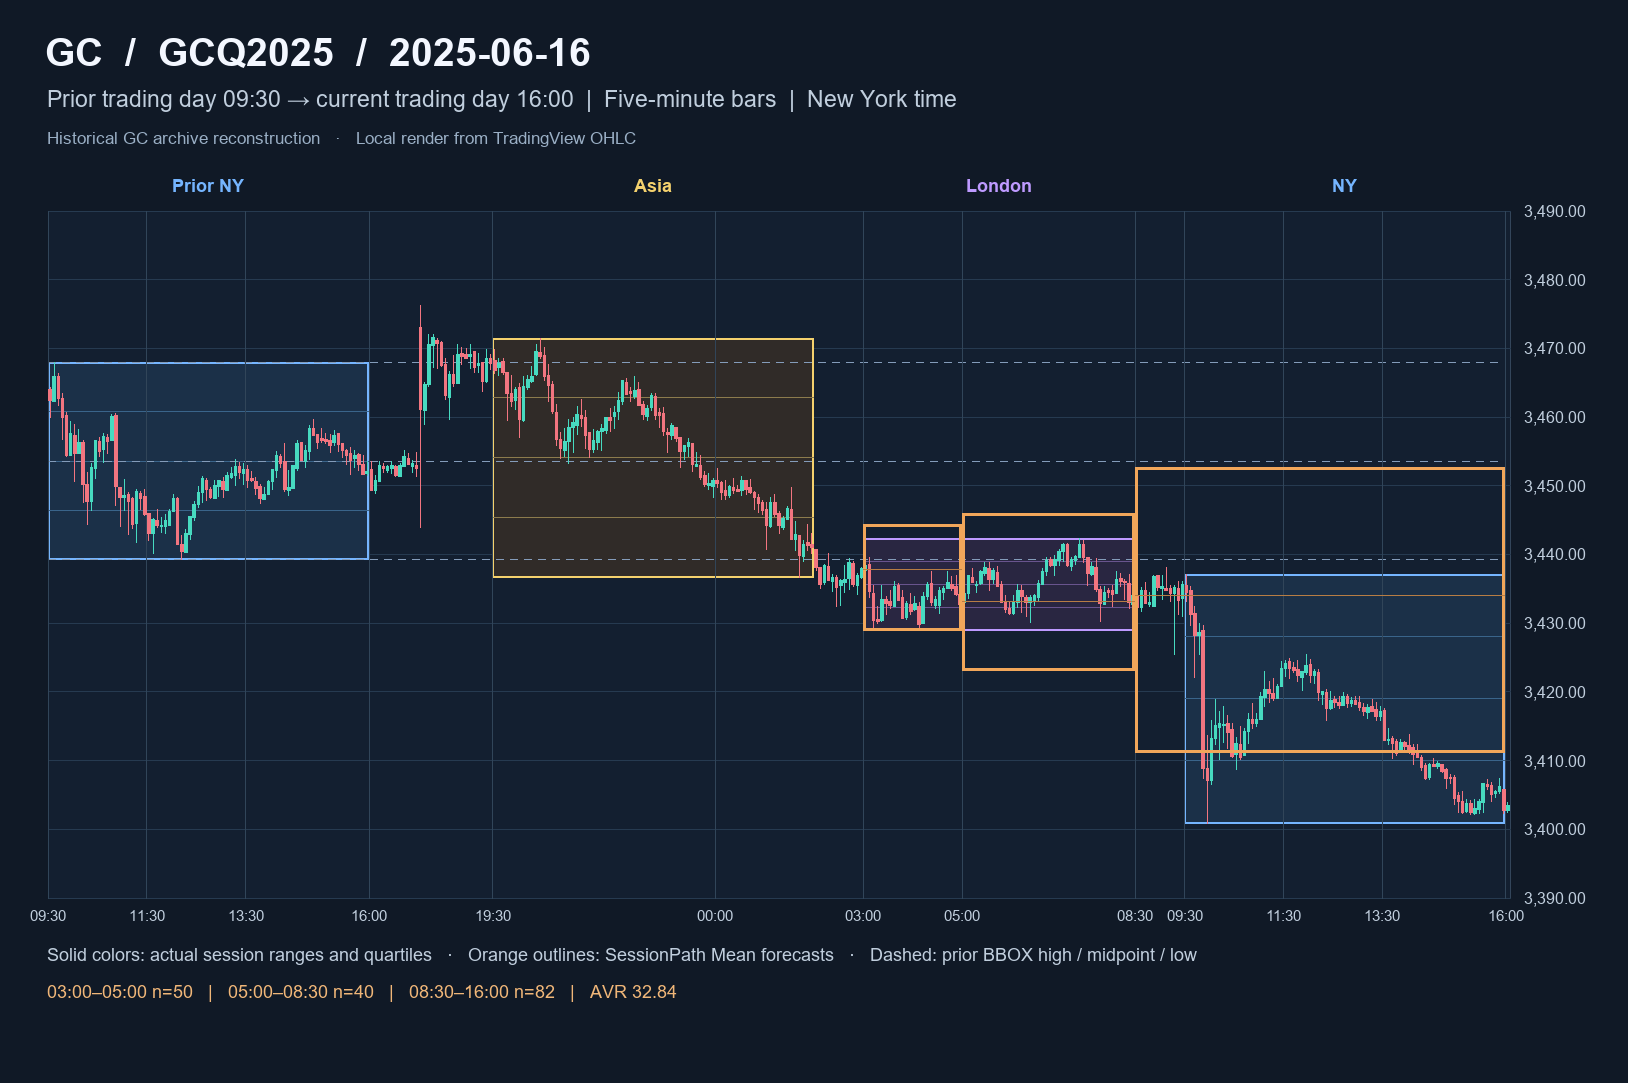 GC / GCQ2025 / 2025-06-16
Prior trading day 09:30 → current trading day 16:00 | Five-minute bars | New York time
Historical GC archive reconstruction · Local render from TradingView OHLC
Prior NY Asia London NY
3,490.00
3,480.00
3,470.00
3,460.00
3,450.00
3,440.00
3,430.00
3,420.00
3,410.00
3,400.00
3,390.00
09:30 11:30 13:30 16:00 19:30 00:00 03:00 05:00 08:30 09:30 11:30 13:30 16:00
Solid colors: actual session ranges and quartiles · Orange outlines: SessionPath Mean forecasts · Dashed: prior BBOX high / midpoint / low
03:00–05:00 n=50 | 05:00–08:30 n=40 | 08:30–16:00 n=82 | AVR 32.84